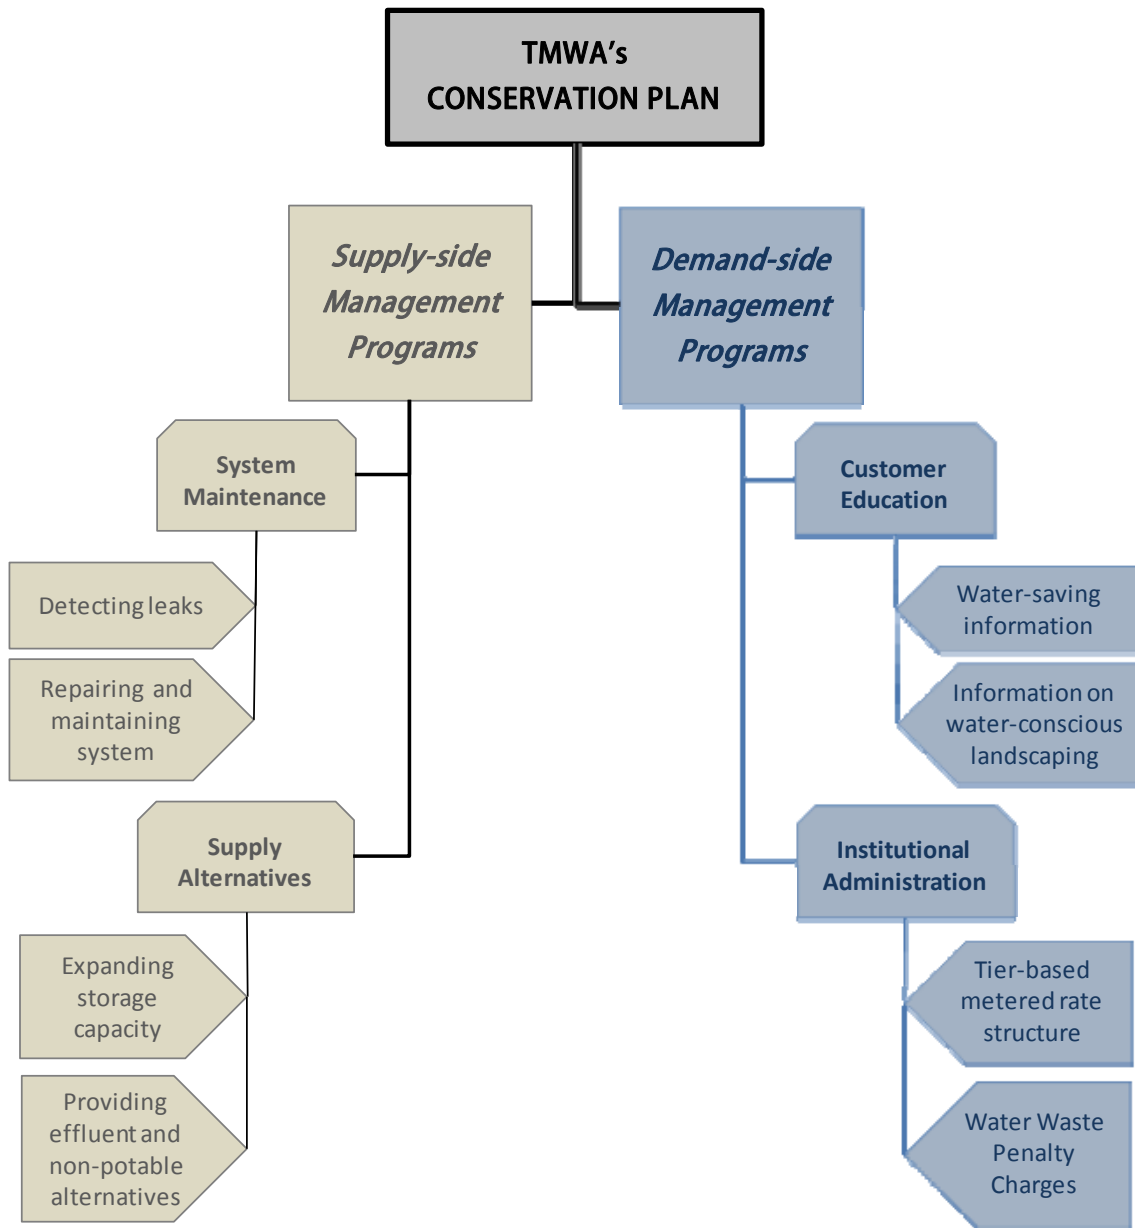 TMWA's
CONSERVATION PLAN
Supply-side
Management
Programs
Demand-side
Management
Programs
System
Maintenance
Detecting leaks
Repairing and
maintaining
system
Supply
Alternatives
Expanding
storage
capacity
Providing
effluent and
non-potable
alternatives
Customer
Education
Water-saving
information
Information on
water-conscious
landscaping
Institutional
Administration
Tier-based
metered rate
structure
Water Waste
Penalty
Charges